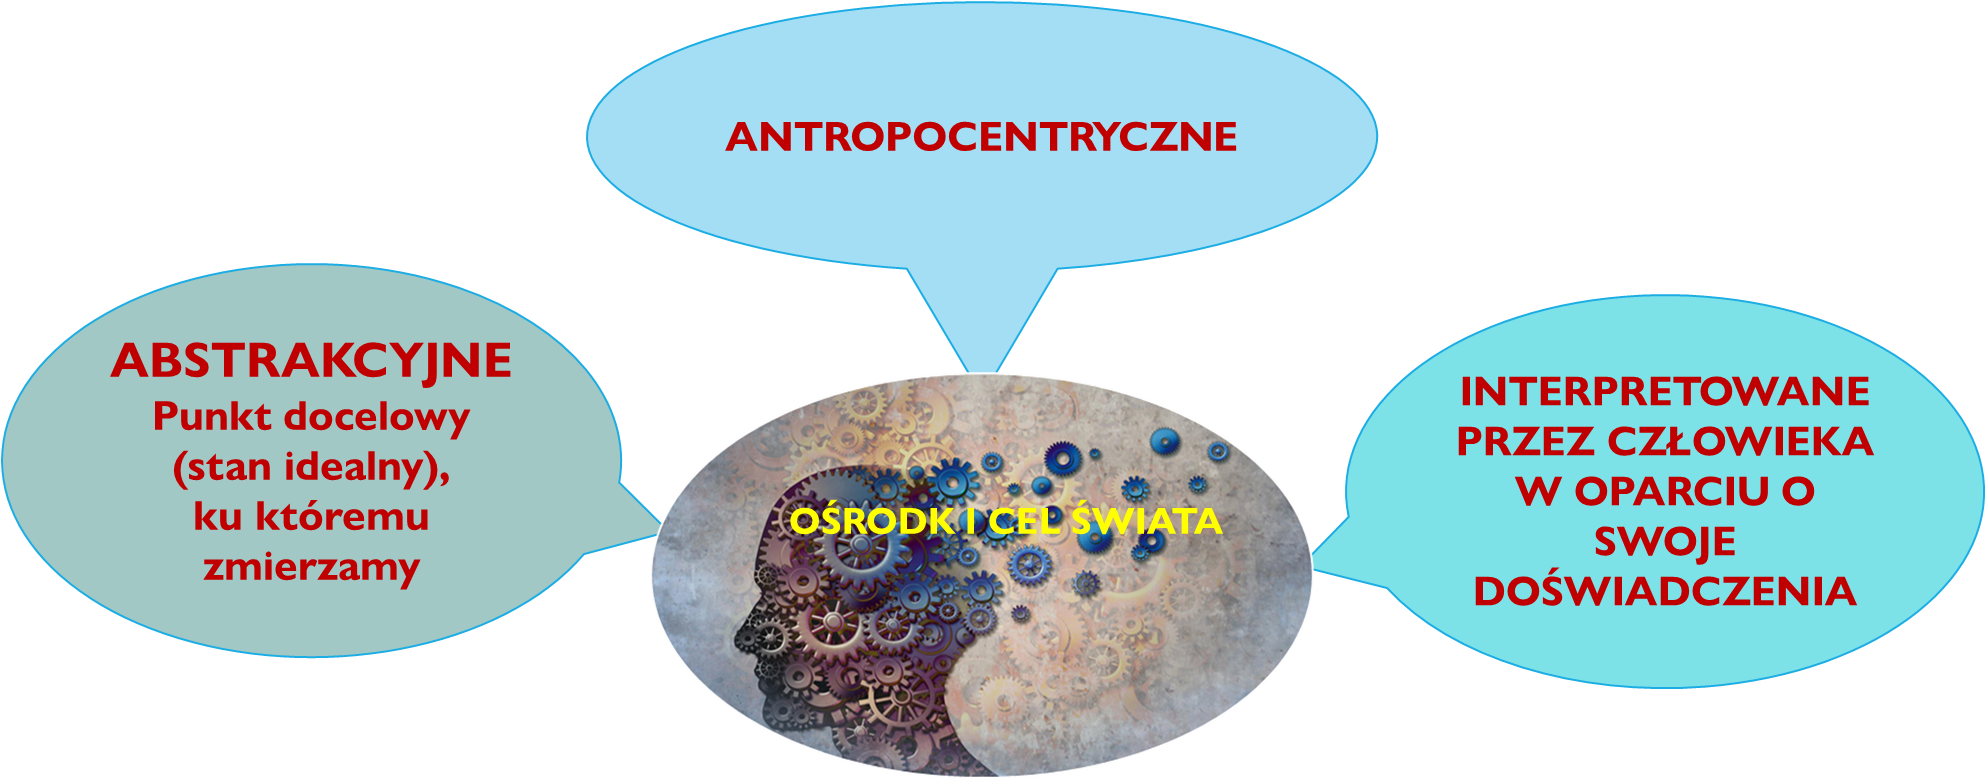 ANTROPOCENTRYCZNE
ABSTRAKCYJNE
Punkt docelowy
(stan idealny),
ku któremu
zmierzamy
OŚRODK I CEL ŚWIATA
INTERPRETOWANE
PRZEZ CZŁOWIEKA
W OPARCIU O
SWOJE
DOŚWIADCZENIA